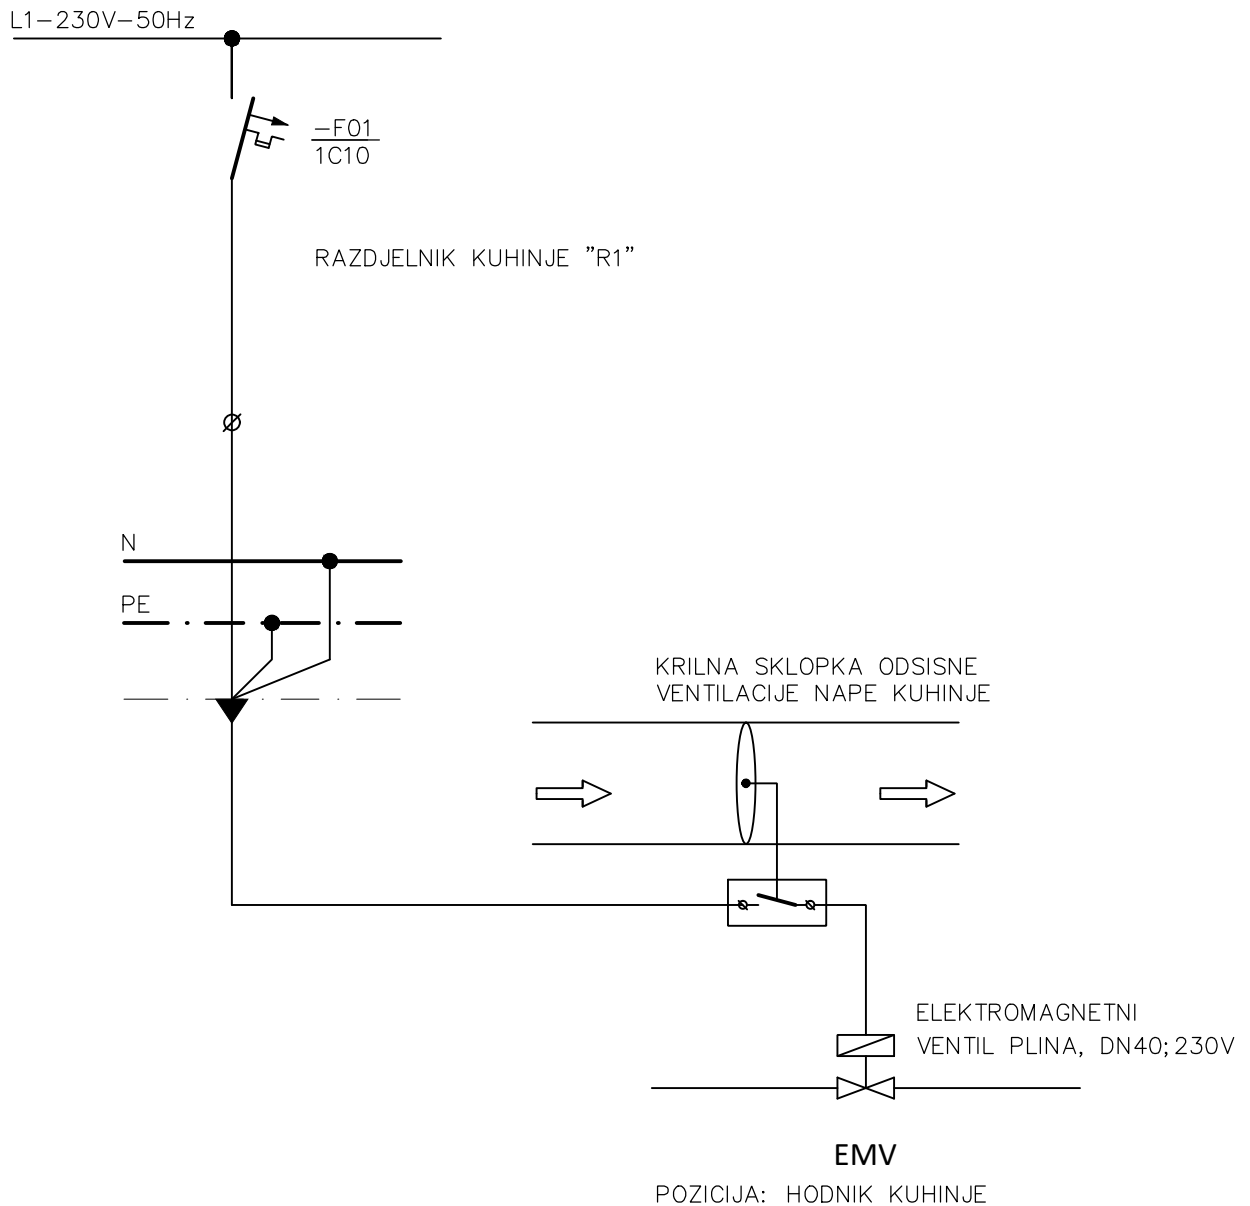 L1-230V-50Hz
-F01
1C10
RAZDJELNIK KUHINJE "R1"
N
PE
KRILNA SKLOPKA ODSISNE
VENTILACIJE NAPE KUHINJE
ELEKTROMAGNETNI
VENTIL PLINA, DN40;230V
EMV
POZICIJA: HODNIK KUHINJE